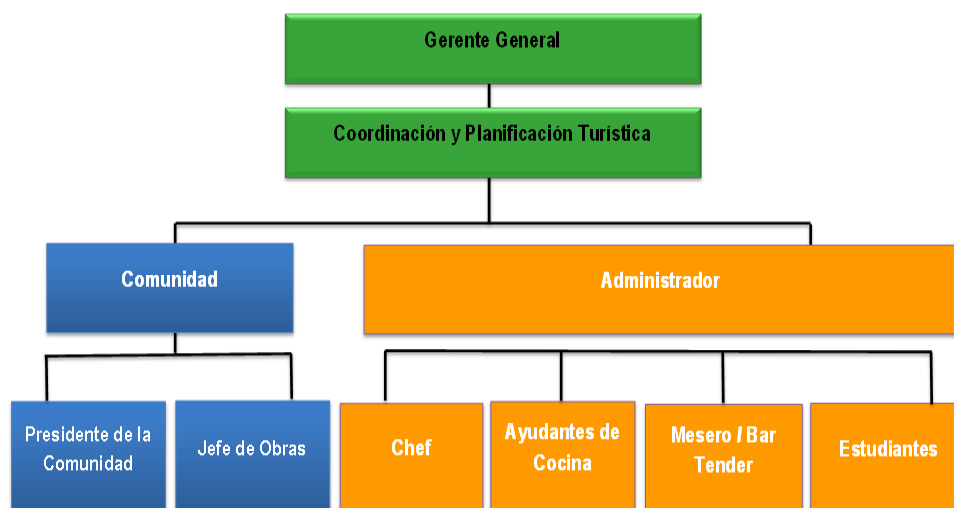 Gerente General
Coordinación y Planificación Turística
Comunidad
Administrador
Presidente de la
Comunidad
Jefe de Obras
Chef
Ayudantes de
Cocina
Mesero / Bar
Tender
Estudiantes